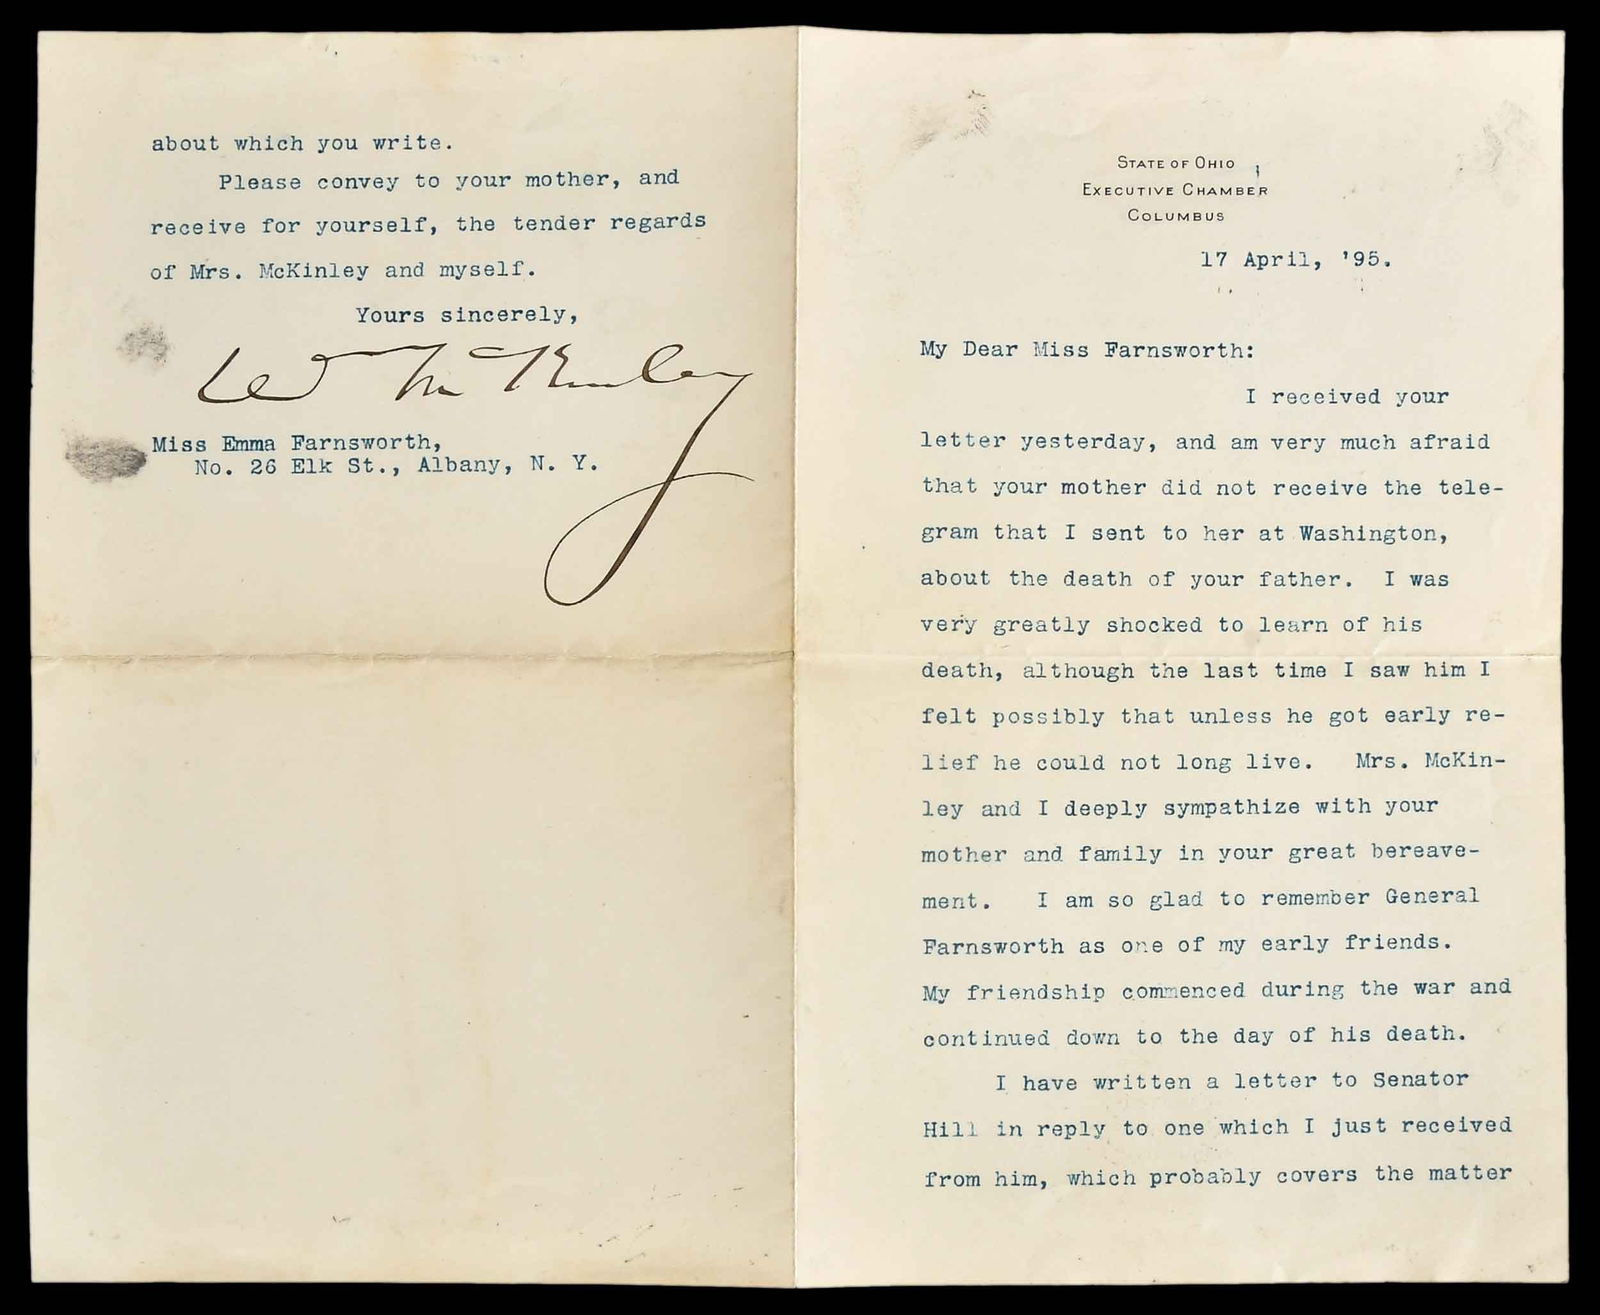 STATE OF OHIO
EXECUTIVE CHAMBER
COLUMBUS
17 April, '95.
My Dear Miss Farnsworth:
I received your
letter yesterday, and am very much afraid
that your mother did not receive the tele-
gram that I sent to her at Washington,
about the death of your father. I was
very greatly shocked to learn of his
death, although the last time I saw him I
felt possibly that unless he got early re-
lief he could not long live. Mrs. McKin-
ley and I deeply sympathize with your
mother and family in your great bereave-
ment. I am so glad to remember General
Farnsworth as one of my early friends.
My friendship commenced during the war and
continued down to the day of his death.
I have written a letter to Senator
Hill in reply to one which I just received
from him, which probably covers the matter
about which you write.
Please convey to your mother, and
receive for yourself, the tender regards
of Mrs. McKinley and myself.
Yours sincerely,
W McKinley
Miss Emma Farnsworth,
No. 26 Elk St., Albany, N. Y.